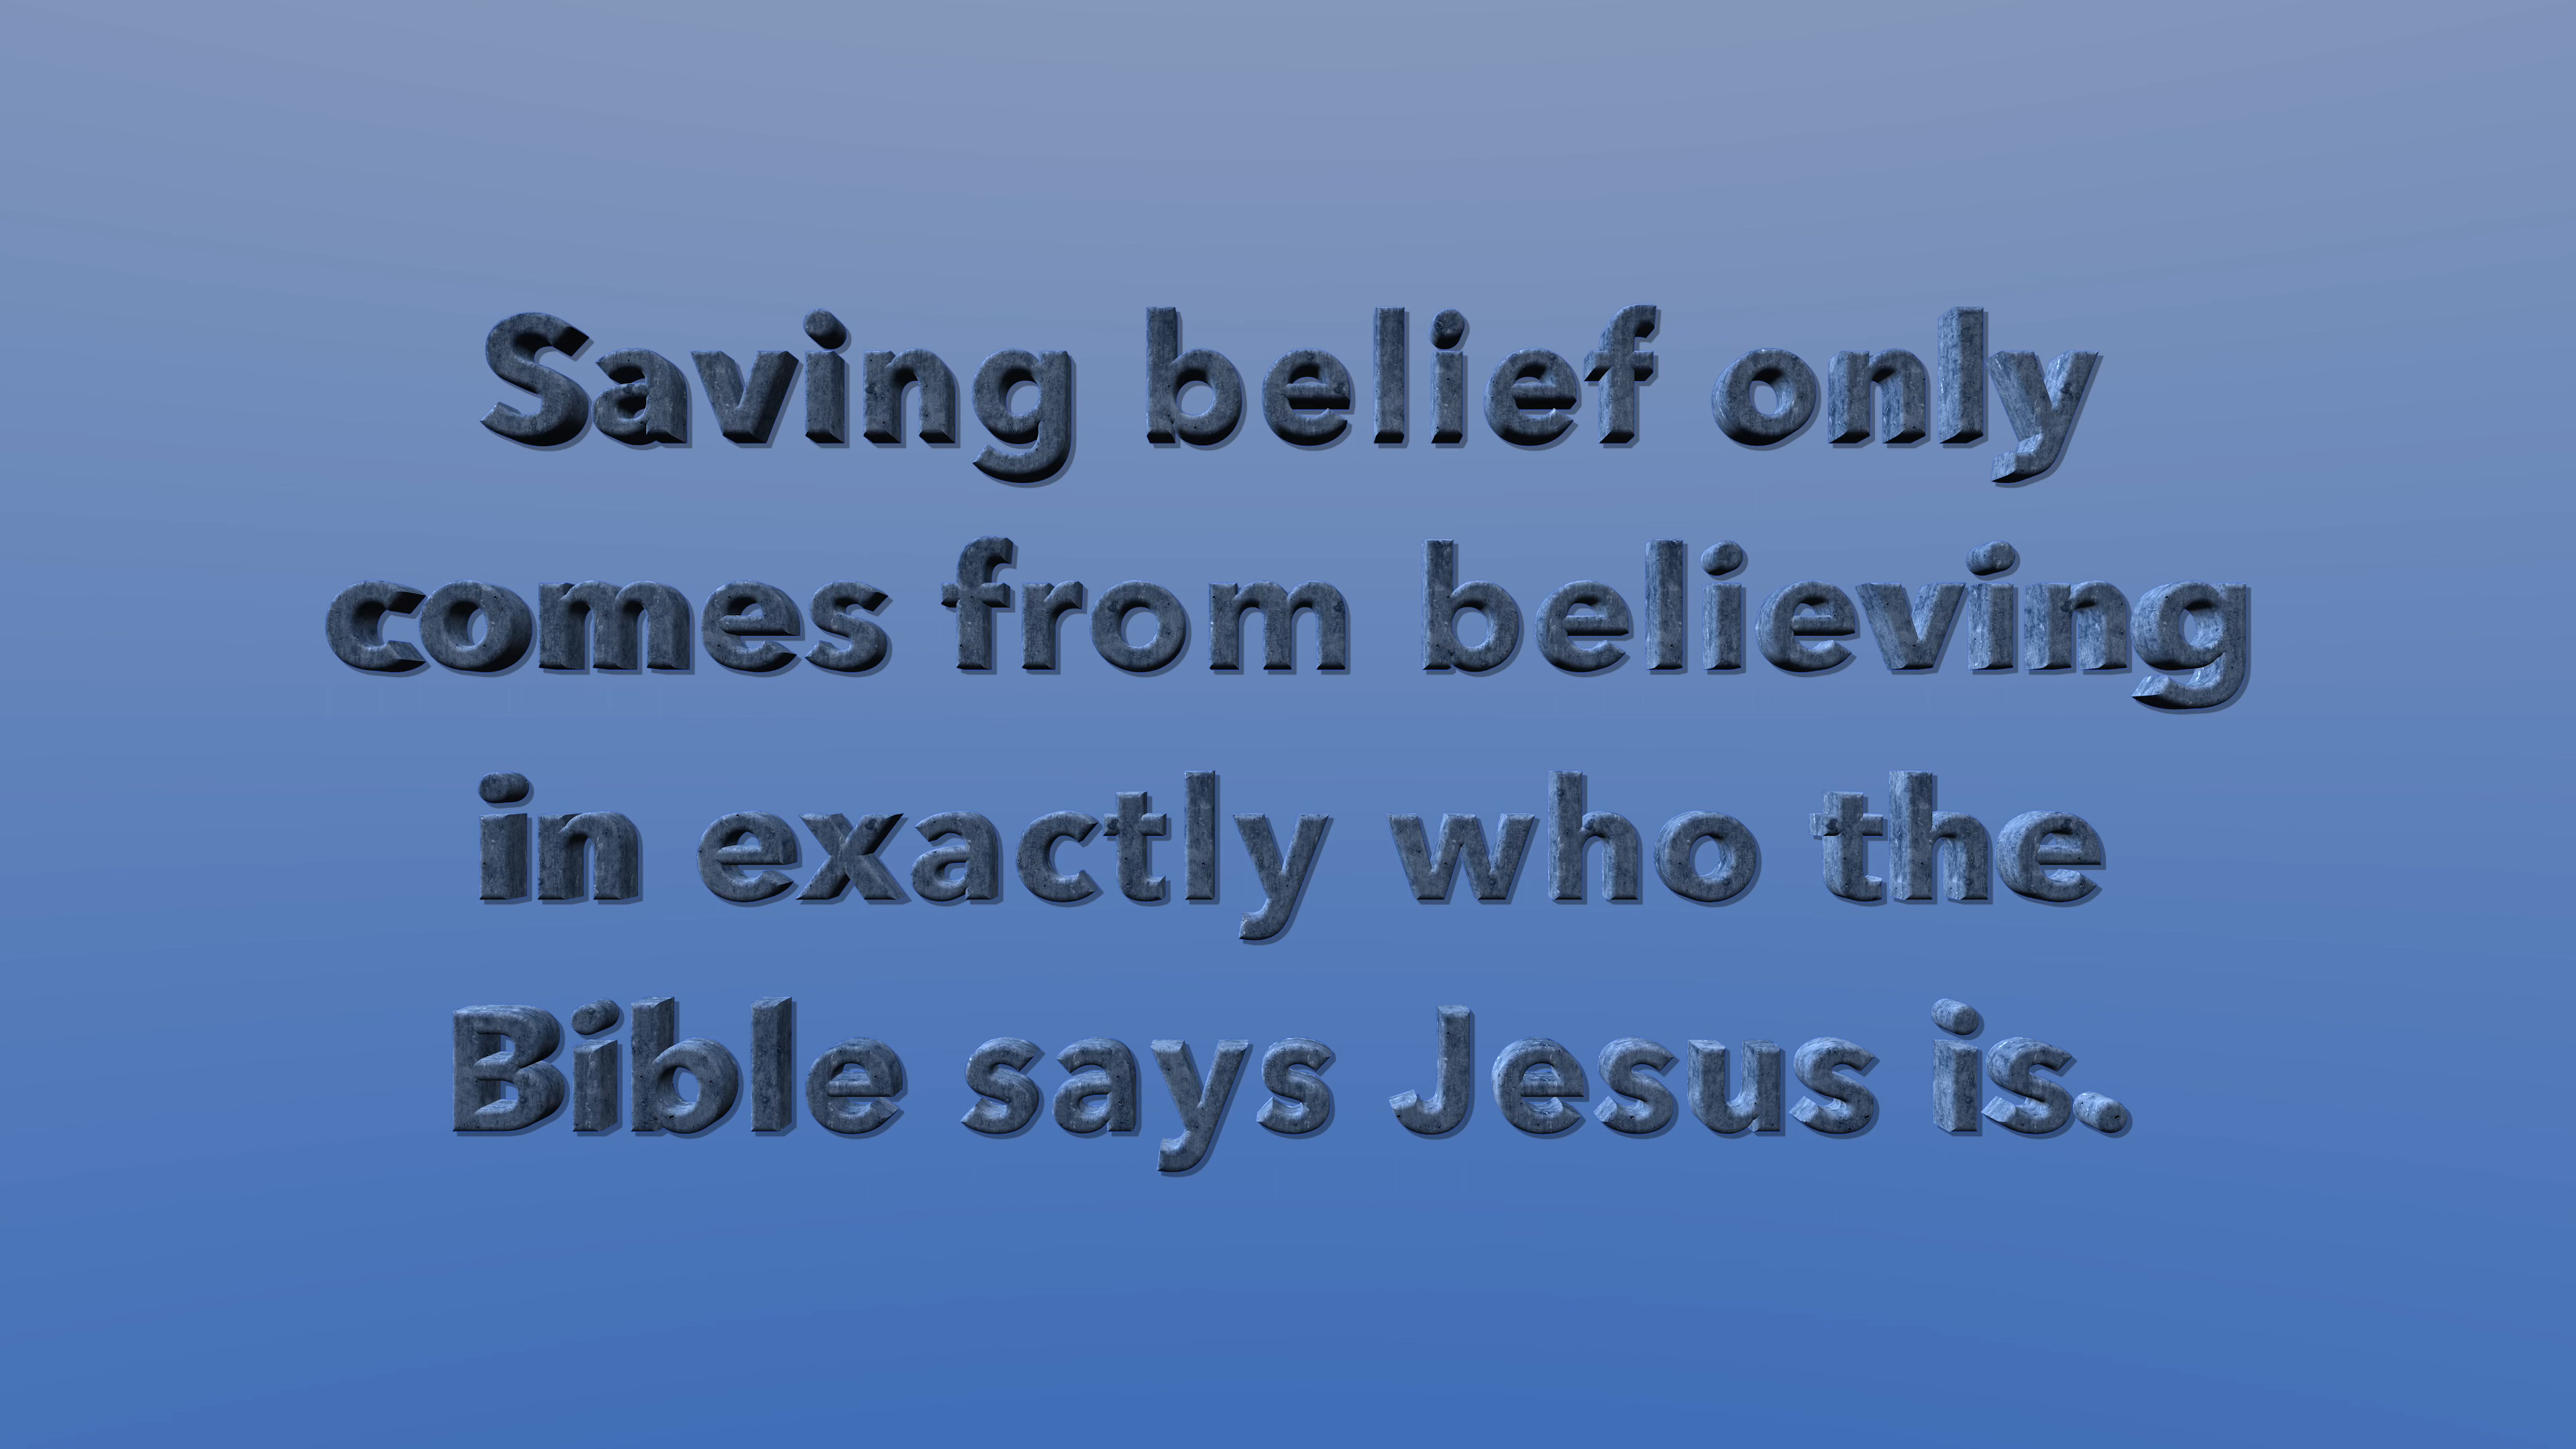 Saving belief only
comes from believing
in exactly who the
Bible says Jesus is.